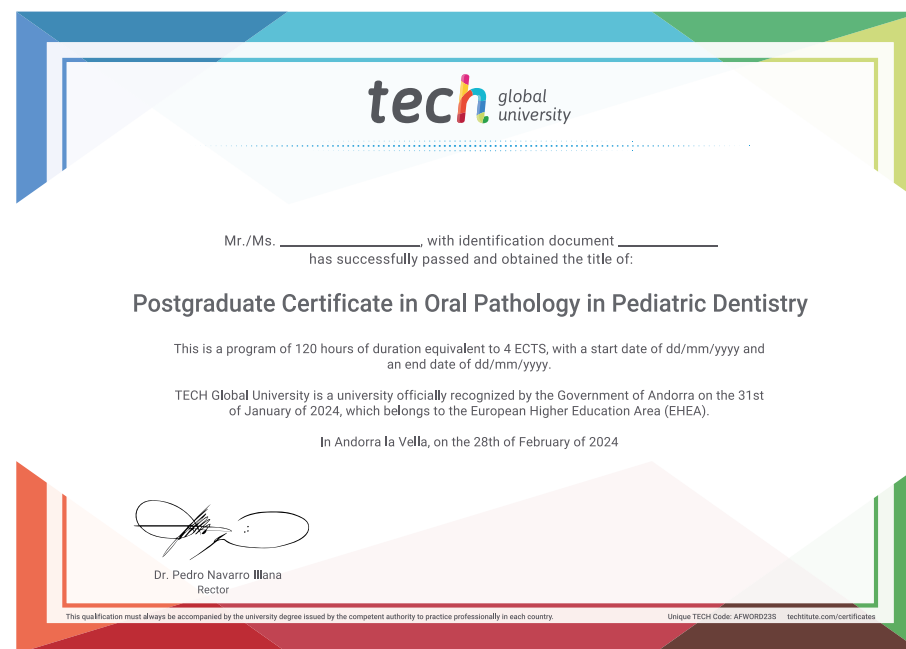 tech global university
Mr./Ms. ____________, with identification document ____________
has successfully passed and obtained the title of:
Postgraduate Certificate in Oral Pathology in Pediatric Dentistry
This is a program of 120 hours of duration equivalent to 4 ECTS, with a start date of dd/mm/yyyy and
an end date of dd/mm/yyyy.
TECH Global University is a university officially recognized by the Government of Andorra on the 31st
of January of 2024, which belongs to the European Higher Education Area (EHEA).
In Andorra la Vella, on the 28th of February of 2024
Dr. Pedro Navarro Illana
Rector
This qualification must always be accompanied by the university degree issued by the competent authority to practice professionally in each country.
Unique TECH Code: AFWORD23S techtitute.com/certificates